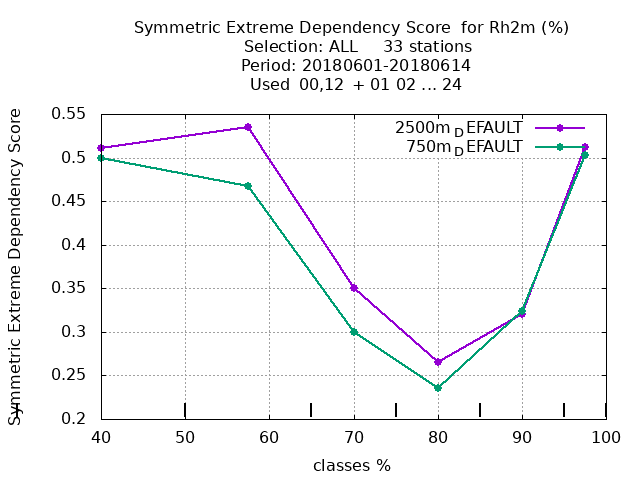 Symmetric Extreme Dependency Score for Rh2m (%)
Selection: ALL 33 stations
Period: 20180601-20180614
Used 00,12 + 01 02 ... 24
2500m_DEFAULT
750m_DEFAULT
Symmetric Extreme Dependency Score
0.55
0.5
0.45
0.4
0.35
0.3
0.25
0.2
40 50 60 70 80 90 100
classes %